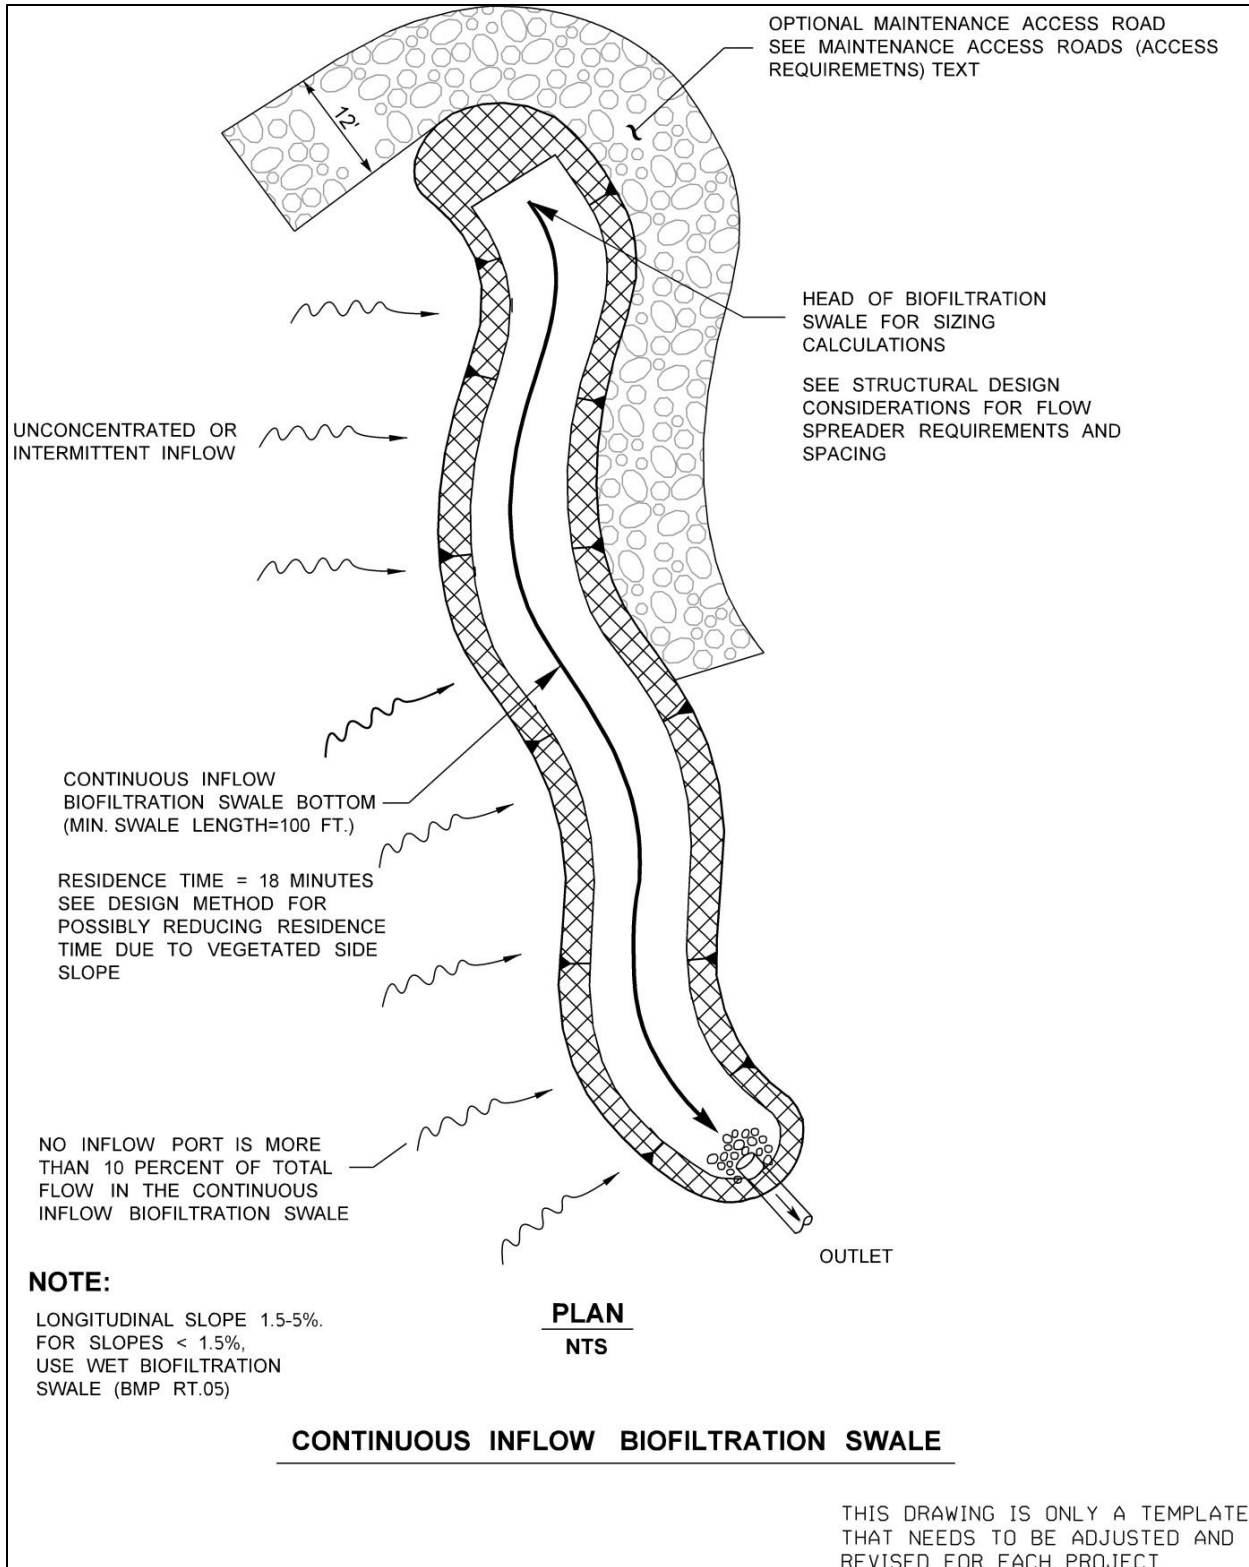 OPTIONAL MAINTENANCE ACCESS ROAD
SEE MAINTENANCE ACCESS ROADS (ACCESS
REQUIREMETNS) TEXT
12'
HEAD OF BIOFILTRATION
SWALE FOR SIZING
CALCULATIONS
SEE STRUCTURAL DESIGN
CONSIDERATIONS FOR FLOW
SPREADER REQUIREMENTS AND
SPACING
UNCONCENTRATED OR
INTERMITTENT INFLOW
CONTINUOUS INFLOW
BIOFILTRATION SWALE BOTTOM
(MIN. SWALE LENGTH=100 FT.)
RESIDENCE TIME = 18 MINUTES
SEE DESIGN METHOD FOR
POSSIBLY REDUCING RESIDENCE
TIME DUE TO VEGETATED SIDE
SLOPE
NO INFLOW PORT IS MORE
THAN 10 PERCENT OF TOTAL
FLOW IN THE CONTINUOUS
INFLOW BIOFILTRATION SWALE
OUTLET
NOTE:
LONGITUDINAL SLOPE 1.5-5%.
FOR SLOPES < 1.5%,
USE WET BIOFILTRATION
SWALE (BMP RT.05)
PLAN
NTS
CONTINUOUS INFLOW BIOFILTRATION SWALE
THIS DRAWING IS ONLY A TEMPLATE
THAT NEEDS TO BE ADJUSTED AND
REVISED FOR EACH PROJECT